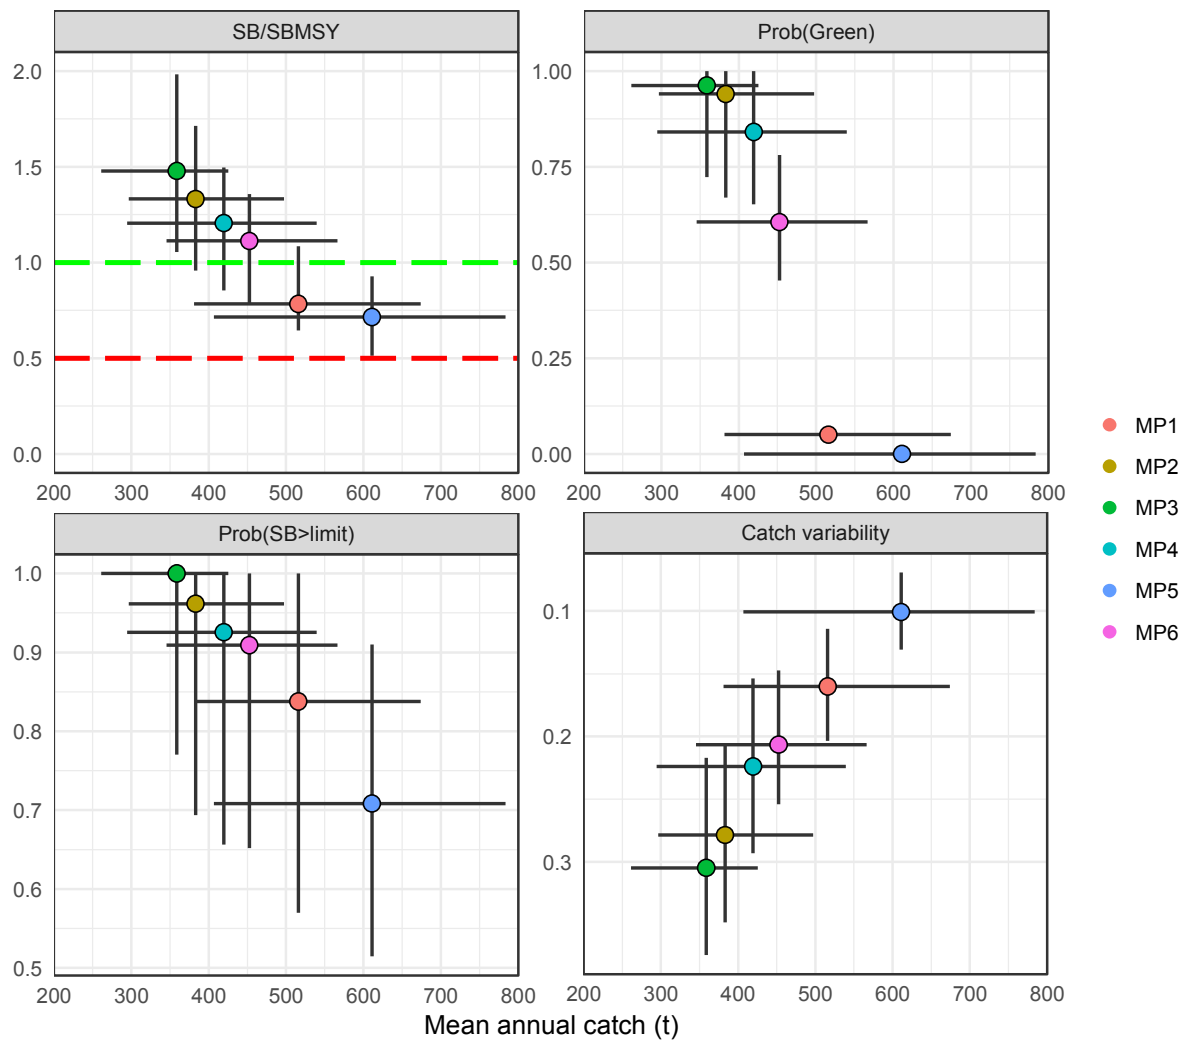 SB/SBMSY
Prob(Green)
2.0
1.5
1.0
0.5
0.0
1.00
0.75
0.50
0.25
0.00
200 300 400 500 600 700 800
200 300 400 500 600 700 800
Prob(SB>limit)
Catch variability
1.0
0.9
0.8
0.7
0.6
0.5
0.1
0.2
0.3
200 300 400 500 600 700 800
200 300 400 500 600 700 800
Mean annual catch (t)
MP1
MP2
MP3
MP4
MP5
MP6